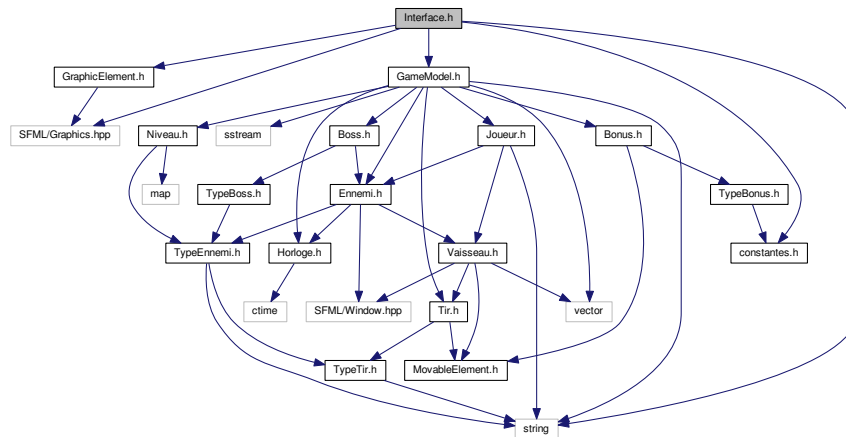 Interface.h
GraphicElement.h
GameModel.h
SFML/Graphics.hpp
Niveau.h
sstream
Boss.h
Joueur.h
Bonus.h
map
TypeBoss.h
Ennemi.h
TypeBonus.h
TypeEnnemi.h
Horloge.h
Vaisseau.h
constantes.h
ctime
SFML/Window.hpp
Tir.h
vector
TypeTir.h
MovableElement.h
string